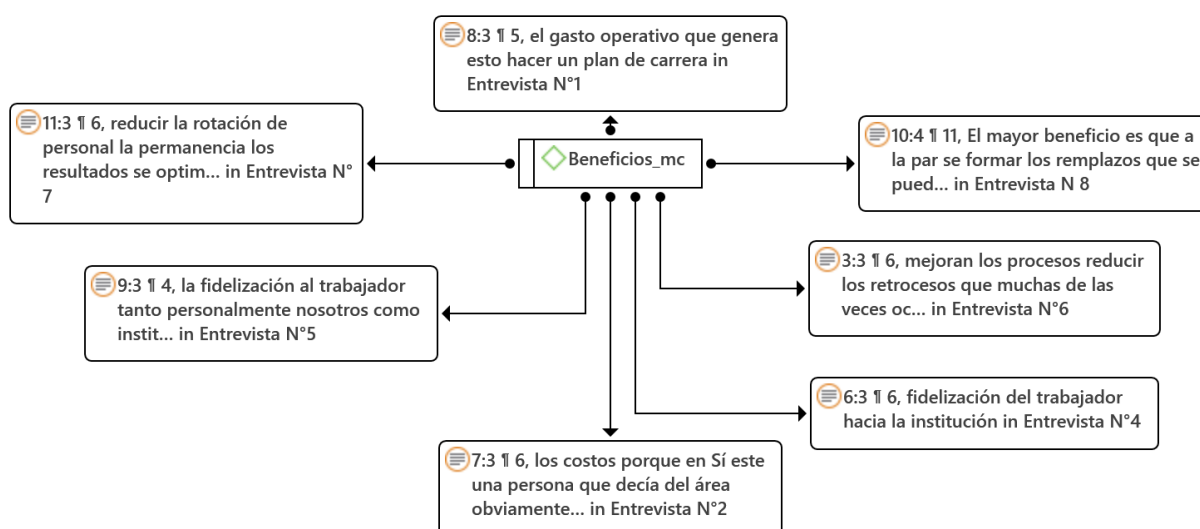 8:3 ¶ 5, el gasto operativo que genera
esto hacer un plan de carrera in
Entrevista N°1
11:3 ¶ 6, reducir la rotación de
personal la permanencia los
resultados se optim... in Entrevista N°
7
Beneficios_mc
10:4 ¶ 11, El mayor beneficio es que a
la par se formar los remplazos que se
pued... in Entrevista N 8
9:3 ¶ 4, la fidelización al trabajador
tanto personalmente nosotros como
instit... in Entrevista N°5
3:3 ¶ 6, mejoran los procesos reducir
los retrocesos que muchas de las
veces oc... in Entrevista N°6
6:3 ¶ 6, fidelización del trabajador
hacia la institución in Entrevista N°4
7:3 ¶ 6, los costos porque en Sí este
una persona que decía del área
obviamente... in Entrevista N°2